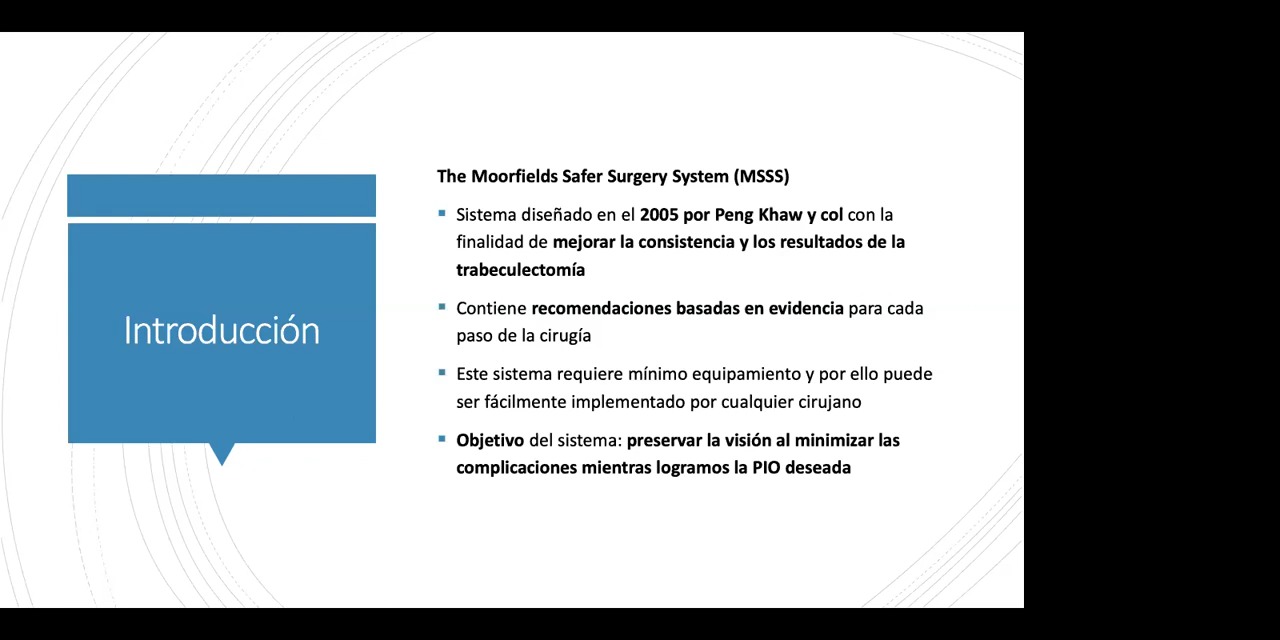 Introducción
The Moorfields Safer Surgery System (MSSS)
Sistema diseñado en el 2005 por Peng Khaw y col con la
finalidad de mejorar la consistencia y los resultados de la
trabeculectomía
Contiene recomendaciones basadas en evidencia para cada
paso de la cirugía
Este sistema requiere mínimo equipamiento y por ello puede
ser fácilmente implementado por cualquier cirujano
Objetivo del sistema: preservar la visión al minimizar las
complicaciones mientras logramos la PIO deseada